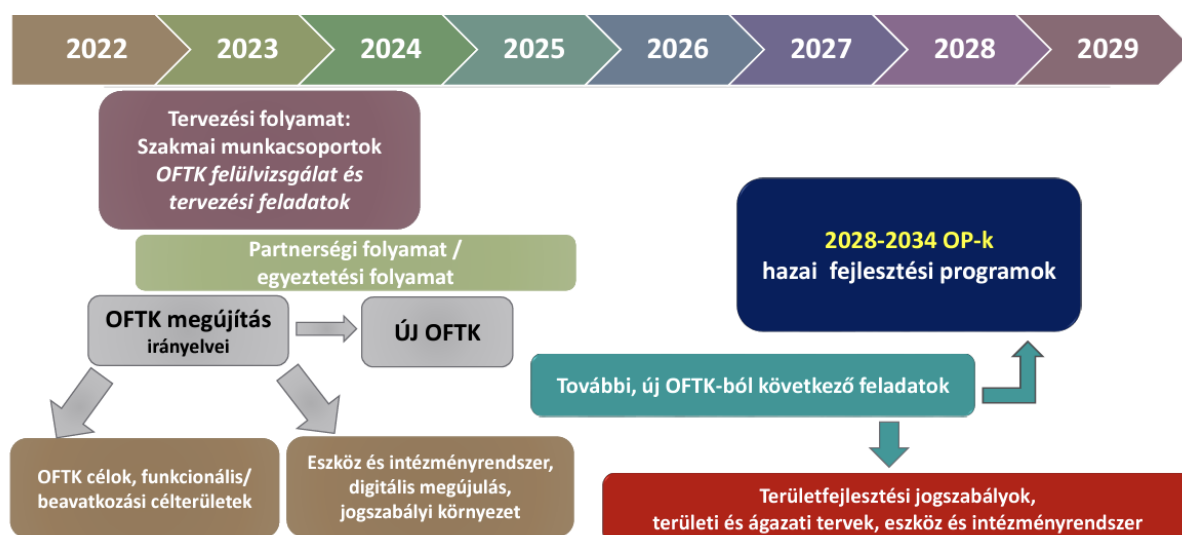 2022 2023 2024 2025 2026 2027 2028 2029
Tervezési folyamat:
Szakmai munkacsoportok
OFTK felülvizsgálat és
tervezési feladatok
Partnerségi folyamat /
egyeztetési folyamat
2028-2034 OP-k
hazai fejlesztési programok
OFTK megújítás
irányelvei
ÚJ OFTK
További, új OFTK-ból következő feladatok
OFTK célok, funkcionális/
beavatkozási célterületek
Eszköz és intézményrendszer,
digitális megújulás,
jogszabályi környezet
Területfejlesztési jogszabályok,
területi és ágazati tervek, eszköz és intézményrendszer